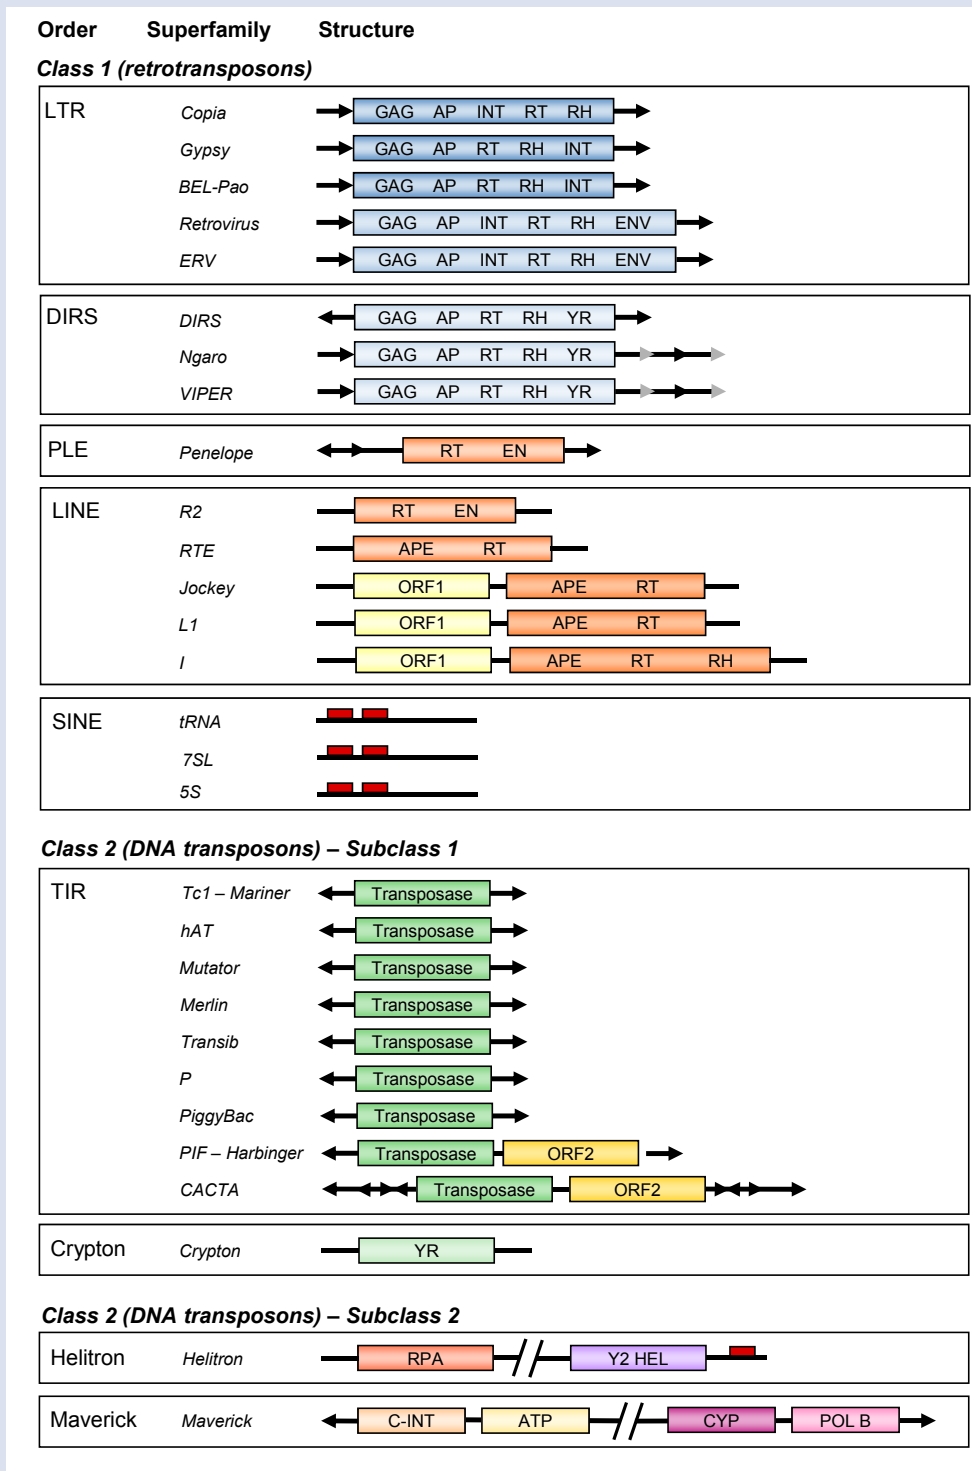 Order Superfamily Structure
Class 1 (retrotransposons)
LTR Copia GAG AP INT RT RH
Gypsy GAG AP RT RH INT
BEL-Pao GAG AP RT RH INT
Retrovirus GAG AP INT RT RH ENV
ERV GAG AP INT RT RH ENV
DIRS DIRS GAG AP RT RH YR
Ngaro GAG AP RT RH YR
VIPER GAG AP RT RH YR
PLE Penelope RT EN
LINE R2 RT EN
RTE APE RT
Jockey ORF1 APE RT
L1 ORF1 APE RT
I ORF1 APE RT RH
SINE tRNA
7SL
5S
Class 2 (DNA transposons) – Subclass 1
TIR Tc1 – Mariner Transposase
hAT Transposase
Mutator Transposase
Merlin Transposase
Transib Transposase
P Transposase
PiggyBac Transposase
PIF – Harbinger Transposase ORF2
CACTA Transposase ORF2
Crypton Crypton YR
Class 2 (DNA transposons) – Subclass 2
Helitron Helitron RPA Y2 HEL
Maverick Maverick C-INT ATP CYP POL B